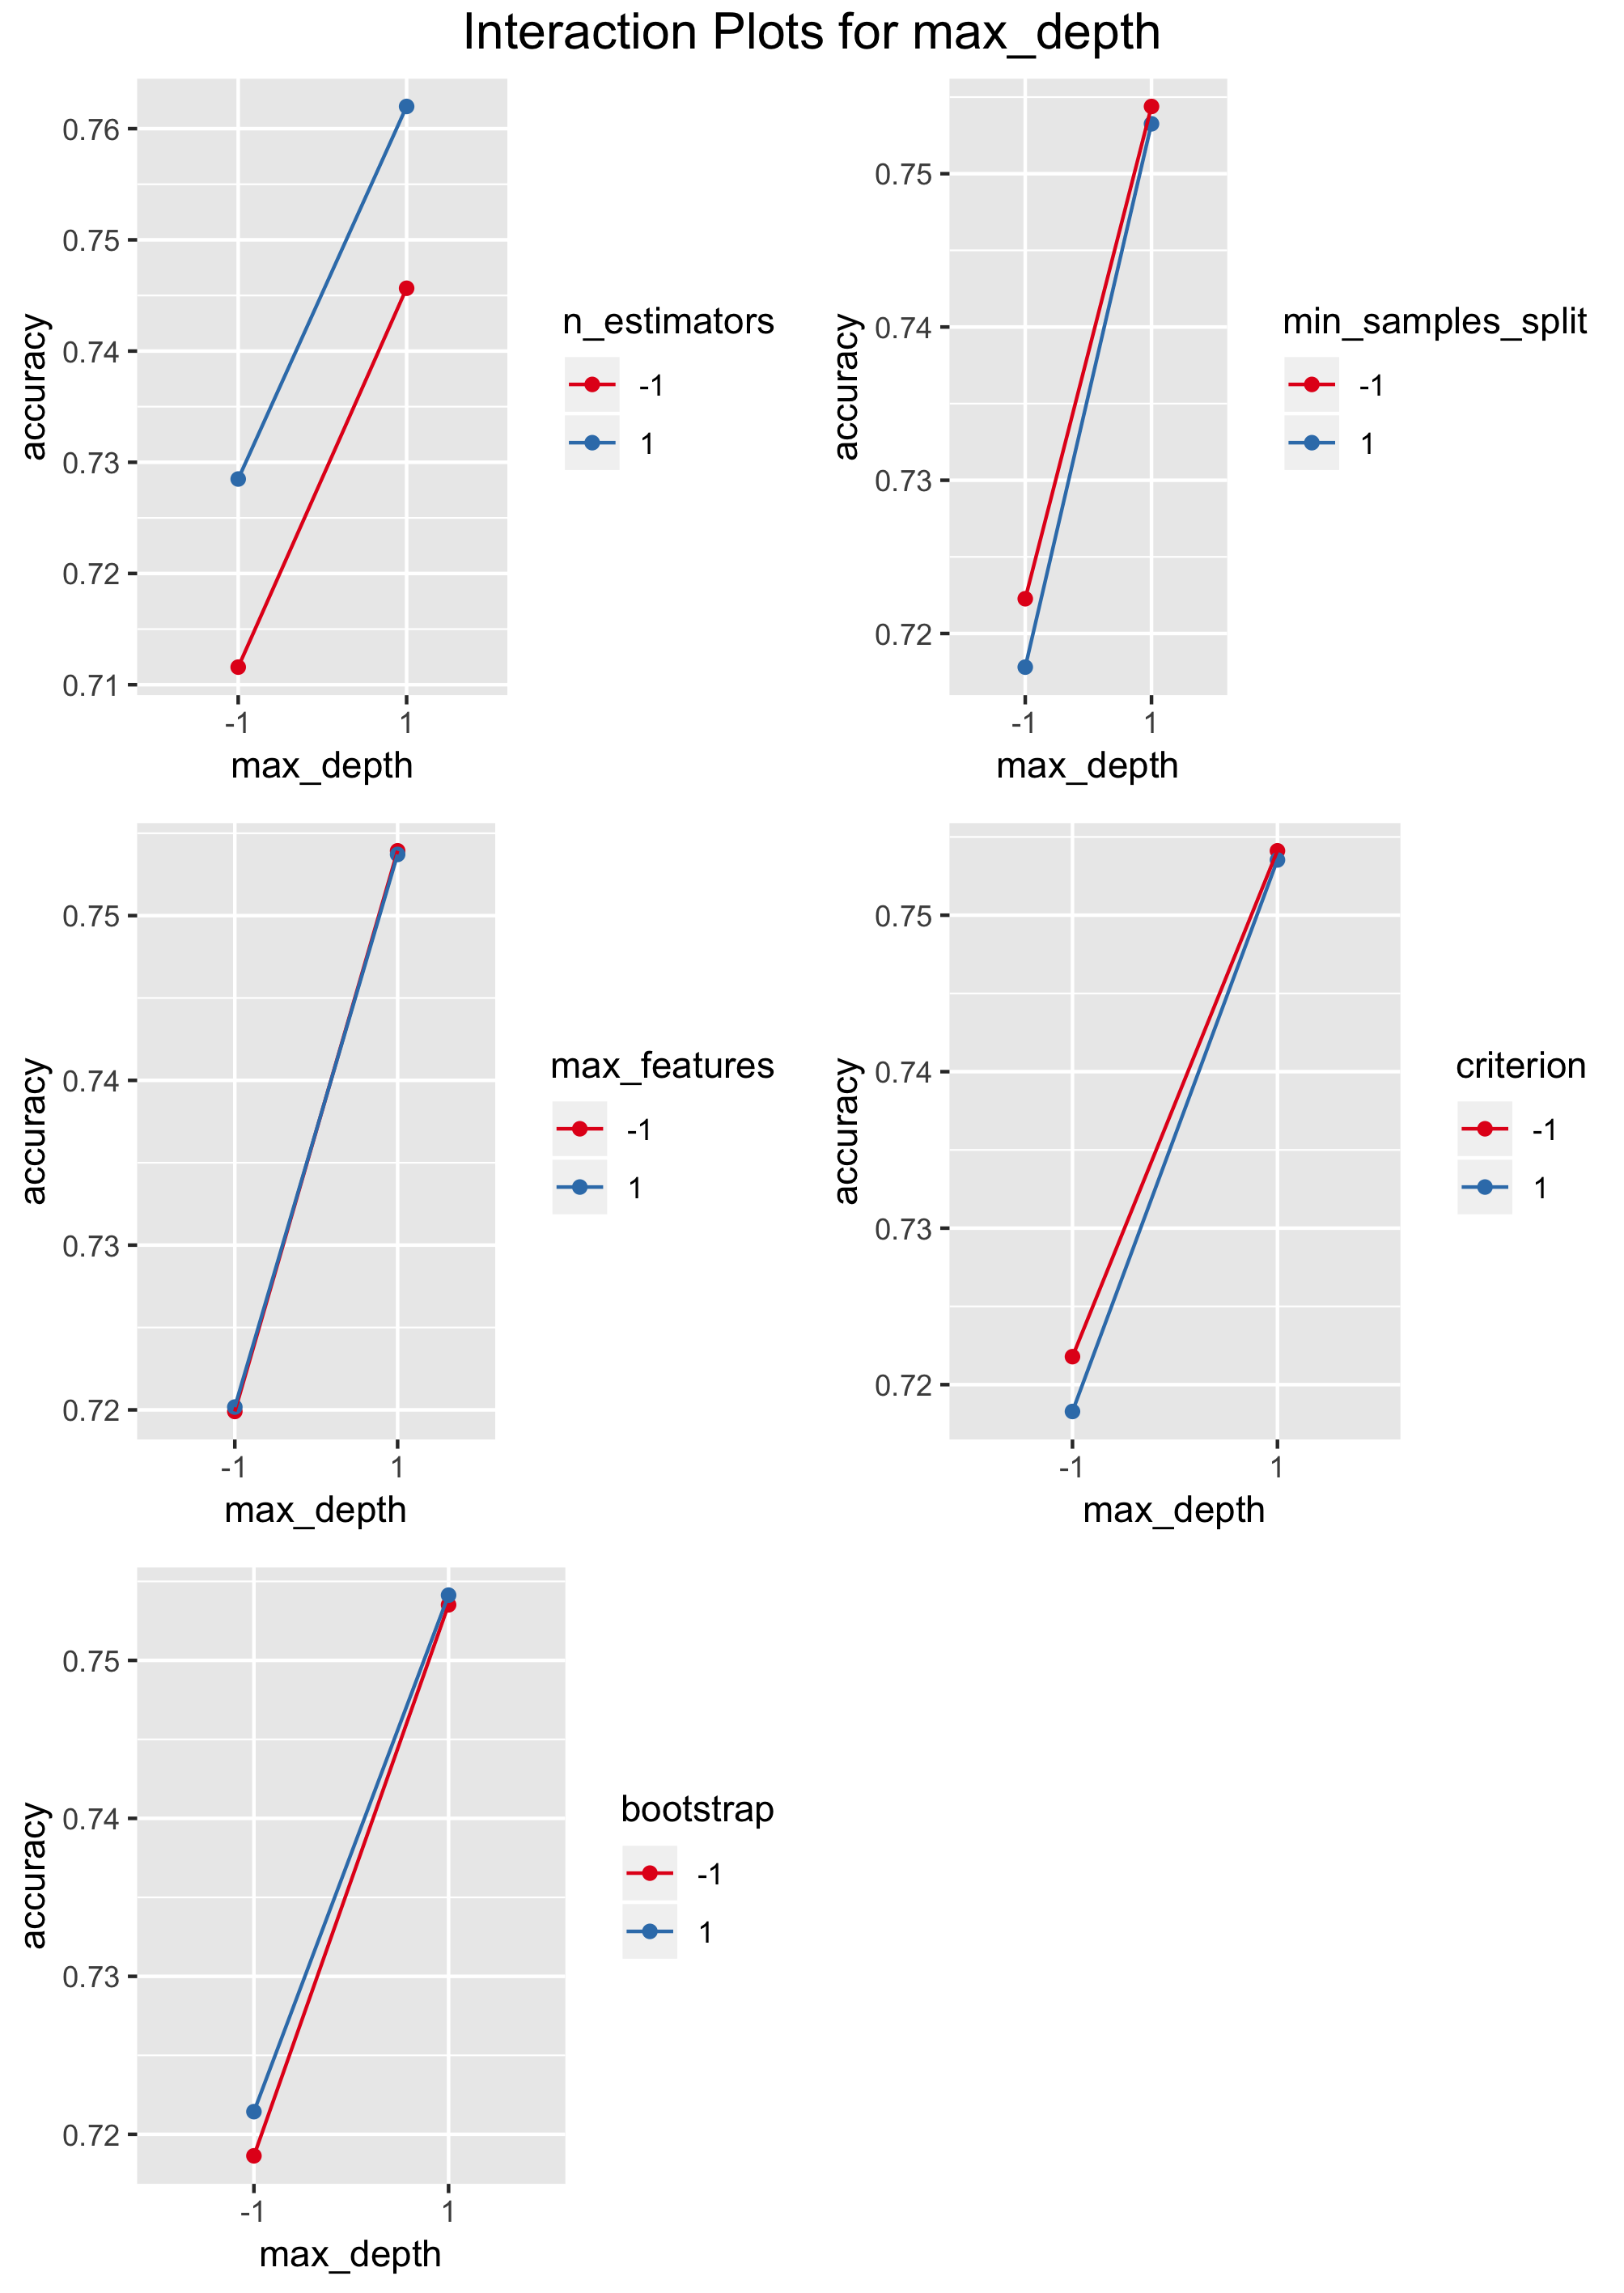 Interaction Plots for max_depth
0.76
0.75
0.74
0.73
0.72
0.71
accuracy
-1 1
max_depth
n_estimators
-1
1
0.75
0.74
0.73
0.72
accuracy
-1 1
max_depth
min_samples_split
-1
1
0.75
0.74
0.73
0.72
accuracy
-1 1
max_depth
max_features
-1
1
0.75
0.74
0.73
0.72
accuracy
-1 1
max_depth
criterion
-1
1
0.75
0.74
0.73
0.72
accuracy
-1 1
max_depth
bootstrap
-1
1